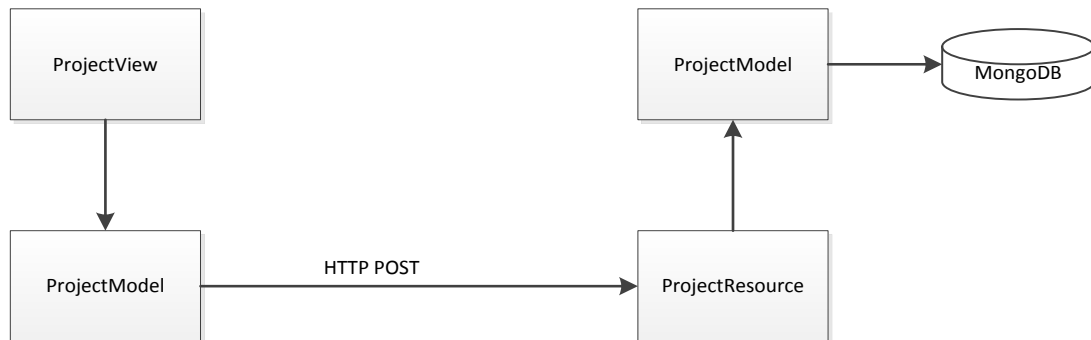 ProjectView
ProjectModel
MongoDB
HTTP POST
ProjectModel
ProjectResource